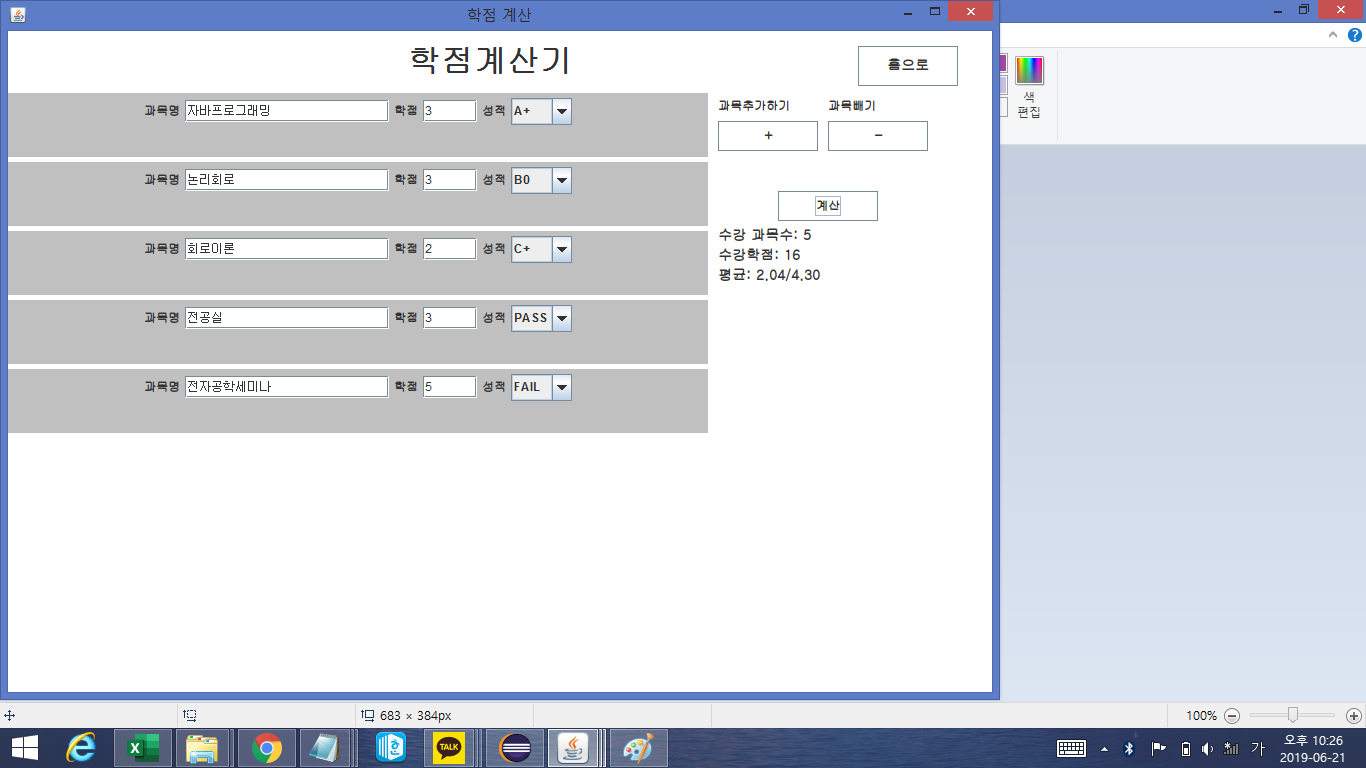 학점 계산
학점계산기
홈으로
과목명 자바프로그래밍 학점 3 성적 A+
과목추가하기 과목빼기
+ -
과목명 논리회로 학점 3 성적 B0
계산
수강 과목수: 5
수강학점: 16
평균: 2.04/4.30
과목명 회로이론 학점 2 성적 C+
과목명 전공실 학점 3 성적 PASS
과목명 전자공학세미나 학점 5 성적 FAIL
색
편집
683 × 384px
100%
TALK
가
오후 10:26
2019-06-21